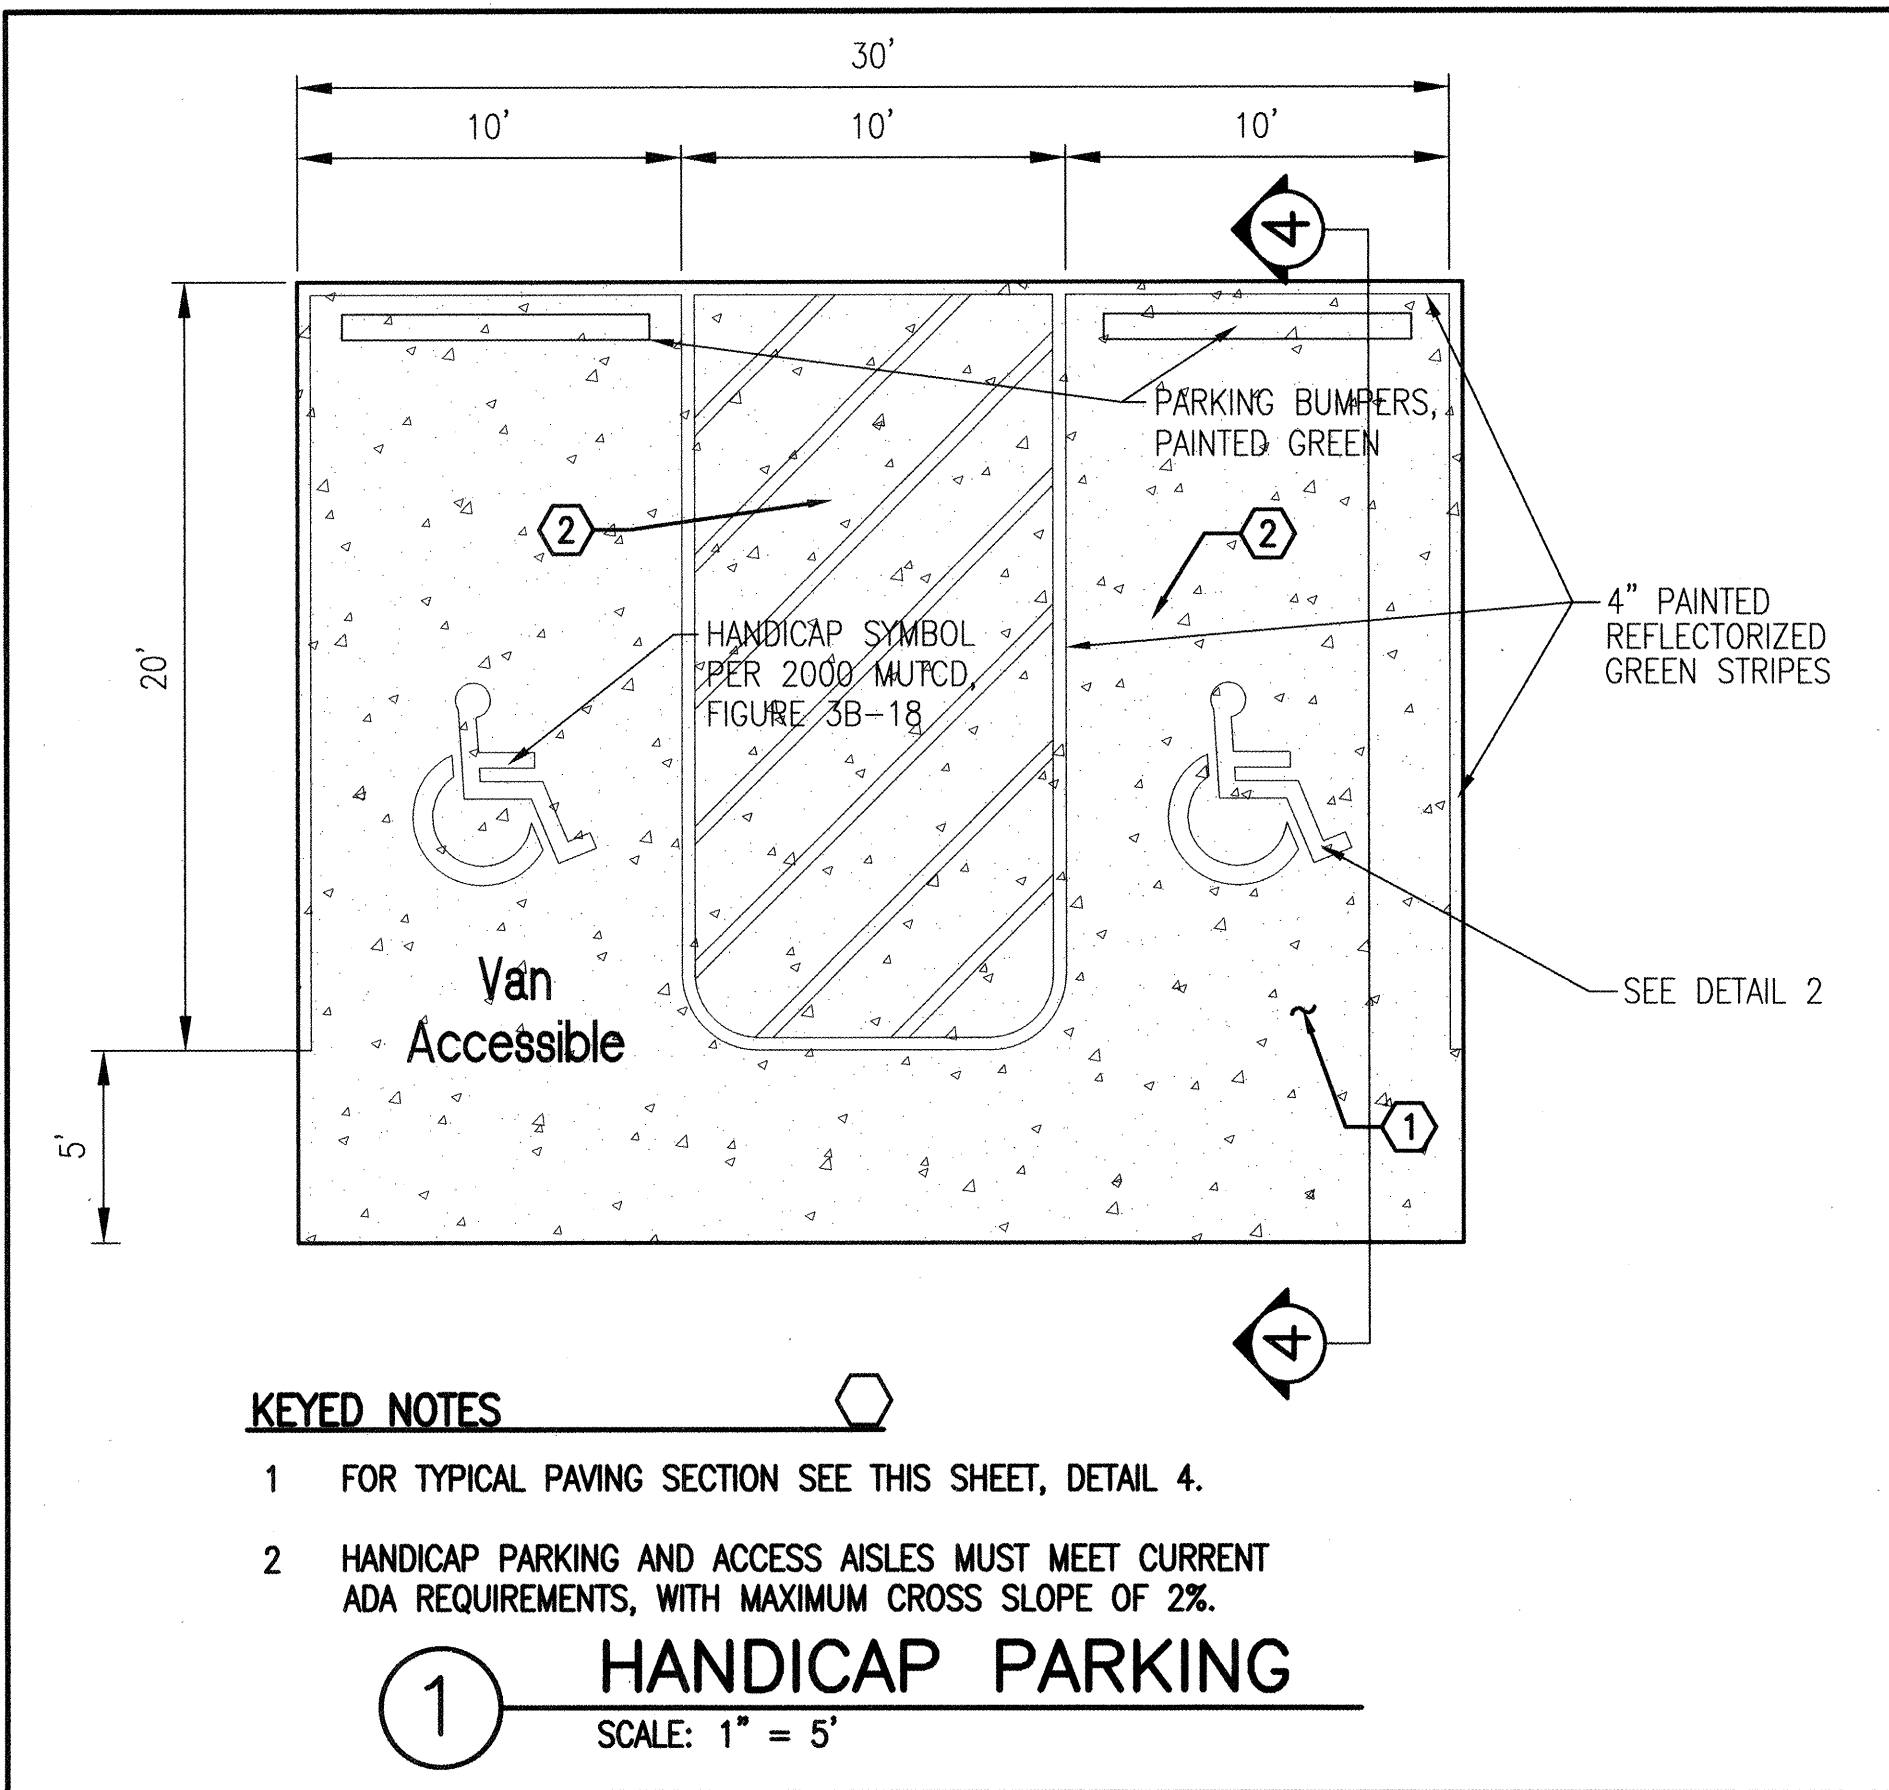 30'
10' 10' 10'
4
20'
5'
PARKING BUMPERS,
PAINTED GREEN
2
2
HANDICAP SYMBOL
PER 2000 MUTCD,
FIGURE 3B-18
4" PAINTED
REFLECTORIZED
GREEN STRIPES
Van
Accessible
SEE DETAIL 2
1
4
KEYED NOTES
1 FOR TYPICAL PAVING SECTION SEE THIS SHEET, DETAIL 4.
2 HANDICAP PARKING AND ACCESS AISLES MUST MEET CURRENT
ADA REQUIREMENTS, WITH MAXIMUM CROSS SLOPE OF 2%.
1 HANDICAP PARKING
SCALE: 1" = 5'